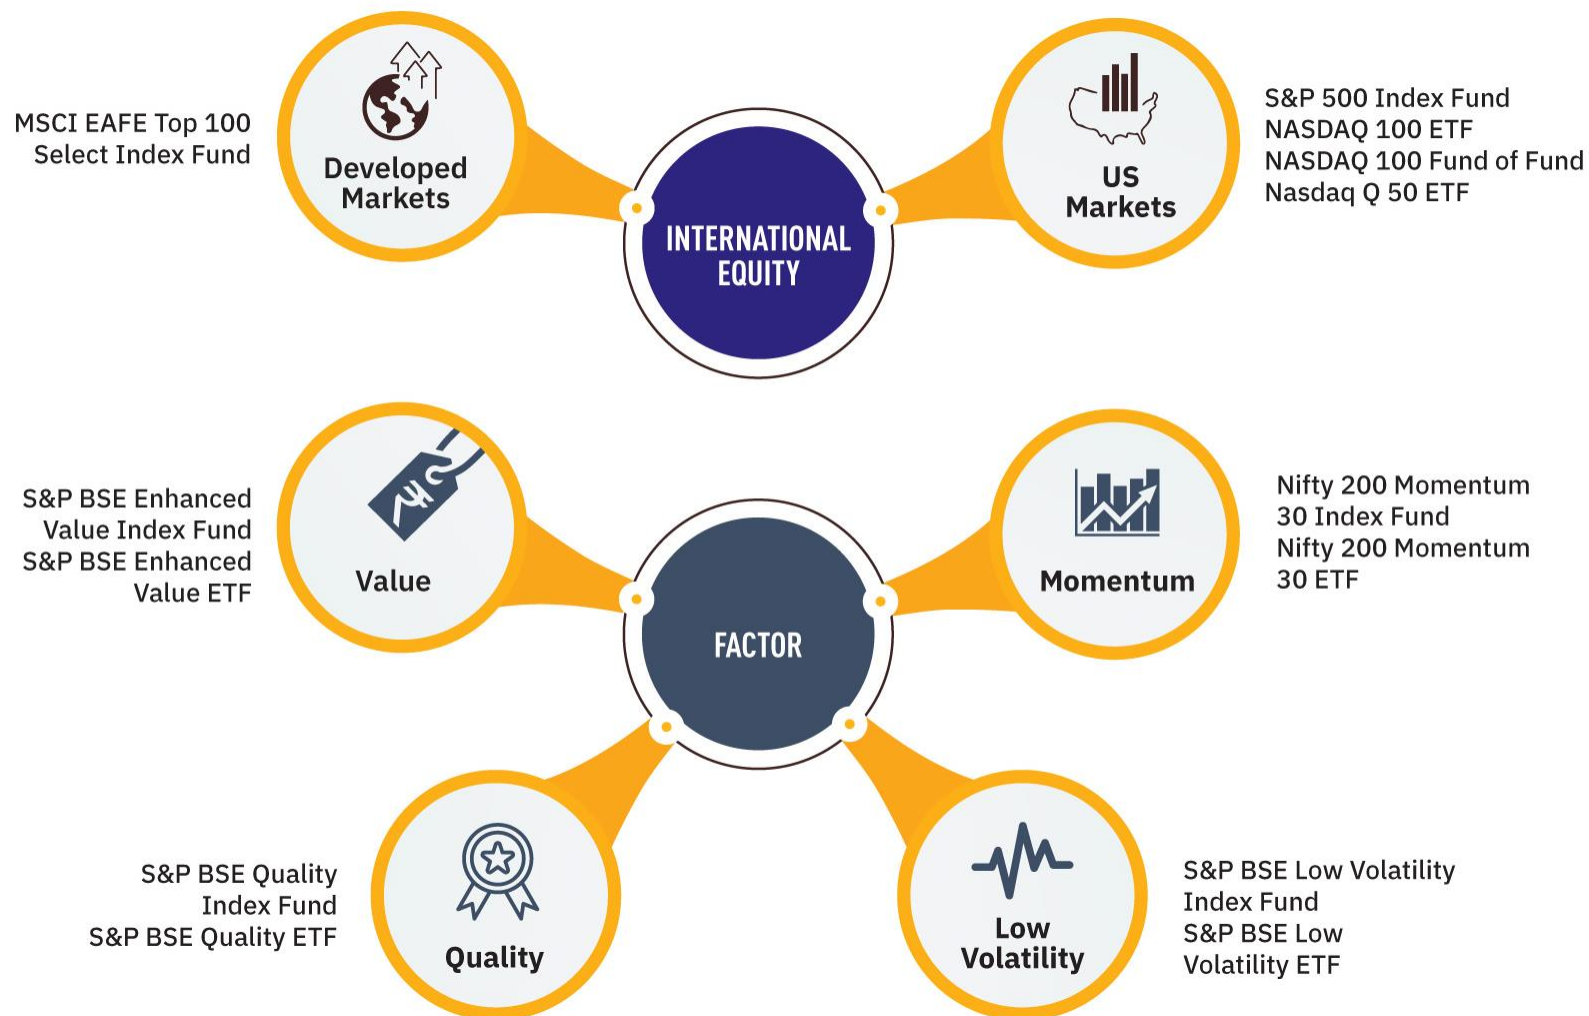 MSCI EAFE Top 100
Select Index Fund
Developed
Markets
INTERNATIONAL
EQUITY
US
Markets
S&P 500 Index Fund
NASDAQ 100 ETF
NASDAQ 100 Fund of Fund
Nasdaq Q 50 ETF
S&P BSE Enhanced
Value Index Fund
S&P BSE Enhanced
Value ETF
Value
FACTOR
Momentum
Nifty 200 Momentum
30 Index Fund
Nifty 200 Momentum
30 ETF
S&P BSE Quality
Index Fund
S&P BSE Quality ETF
Quality
Low
Volatility
S&P BSE Low Volatility
Index Fund
S&P BSE Low
Volatility ETF